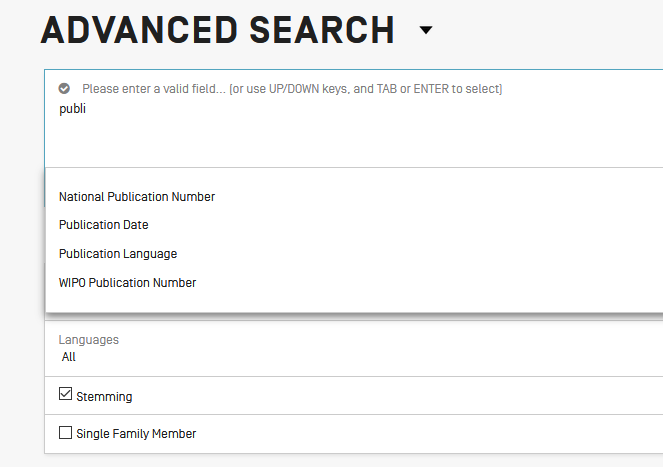 ADVANCED SEARCH
Please enter a valid field... (or use UP/DOWN keys, and TAB or ENTER to select)
publi
National Publication Number
Publication Date
Publication Language
WIPO Publication Number
Languages
All
Stemming
Single Family Member